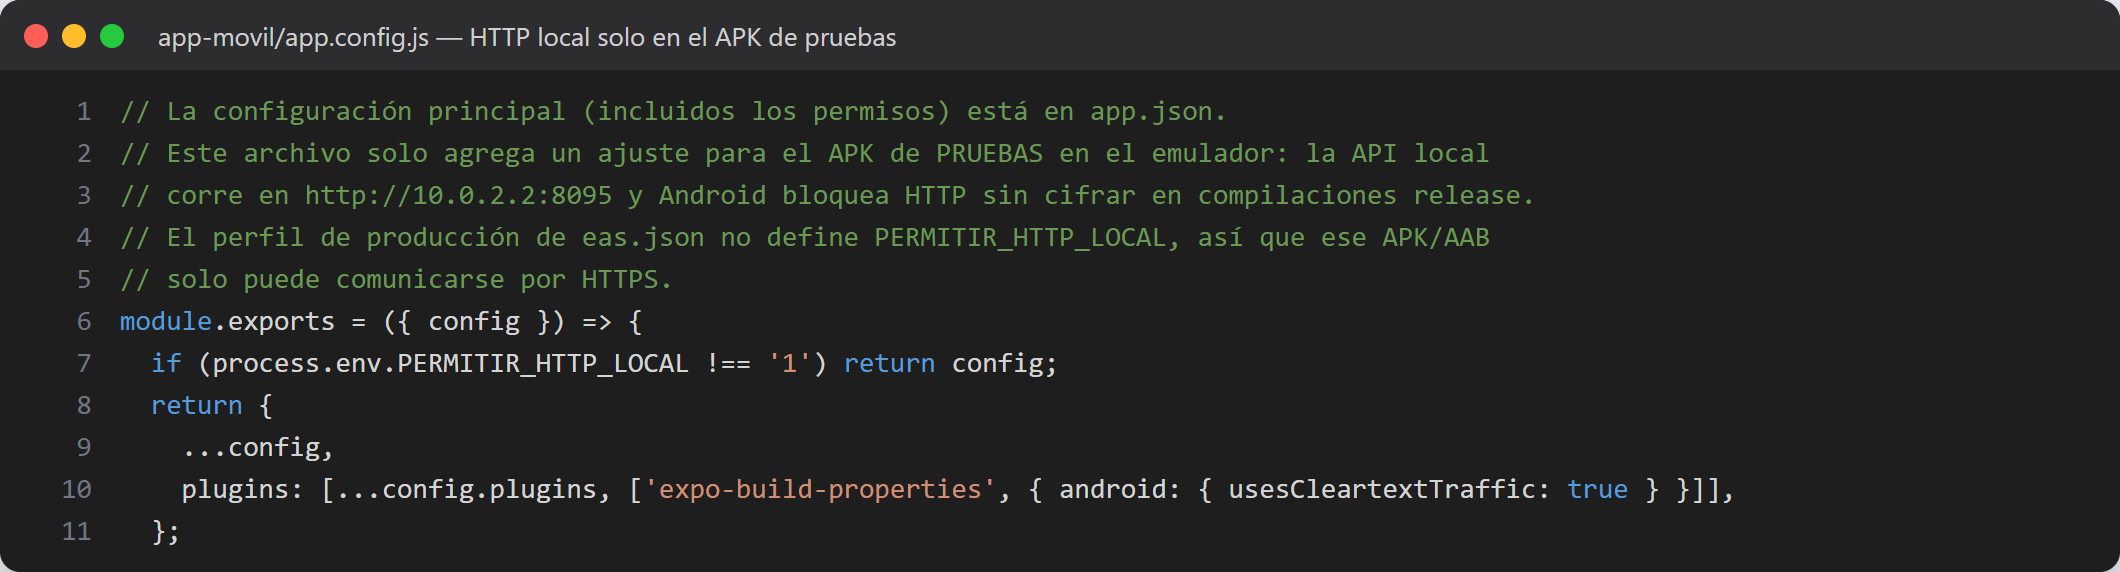 app-movil/app.config.js — HTTP local solo en el APK de pruebas
1 // La configuración principal (incluidos los permisos) está en app.json.
2 // Este archivo solo agrega un ajuste para el APK de PRUEBAS en el emulador: la API local
3 // corre en http://10.0.2.2:8095 y Android bloquea HTTP sin cifrar en compilaciones release.
4 // El perfil de producción de eas.json no define PERMITIR_HTTP_LOCAL, así que ese APK/AAB
5 // solo puede comunicarse por HTTPS.
6 module.exports = ({ config }) => {
7   if (process.env.PERMITIR_HTTP_LOCAL !== '1') return config;
8   return {
9     ...config,
10     plugins: [...config.plugins, ['expo-build-properties', { android: { usesCleartextTraffic: true } }]],
11   };